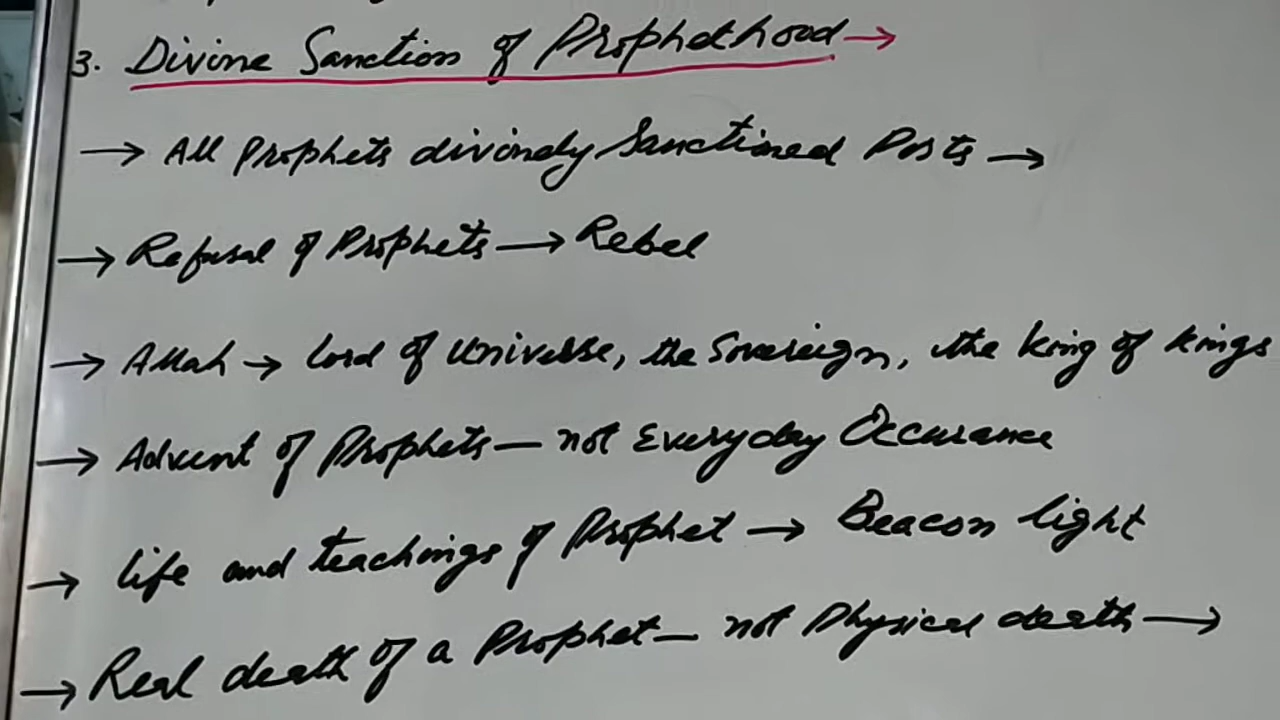 3. Divine Sanction of Prophethood →
→ All Prophets divinely Sanctioned Posts →
→ Refusal of Prophets → Rebel
→ Allah → Lord of Universe, the Sovereign, the King of Kings
→ Advent of Prophets — not Everyday Occurance
→ life and teachings of Prophet → Beacon light
→ Real death of a Prophet — not Physical death →